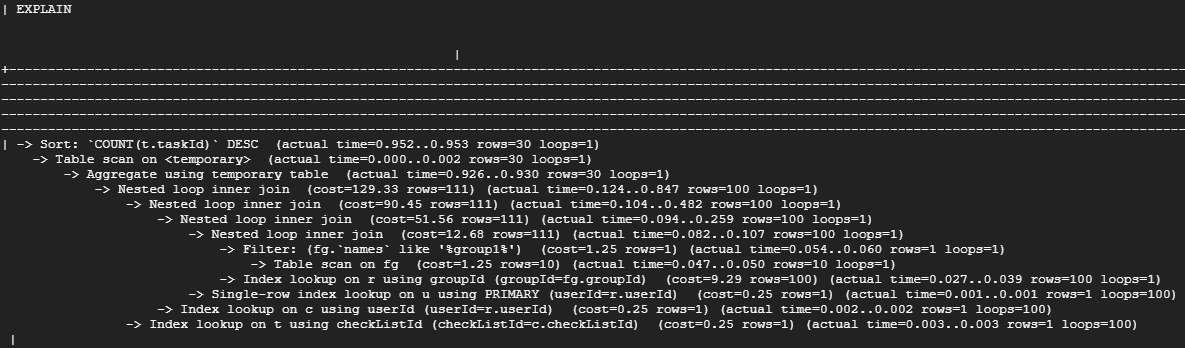 | EXPLAIN
|
+------------------------------------------------------------------------------------------------------------------------------------------------------
------------------------------------------------------------------------------------------------------------------------------------------------------
------------------------------------------------------------------------------------------------------------------------------------------------------
------------------------------------------------------------------------------------------------------------------------------------------------------
------------------------------------------------------------------------------------------------------------------------------------------------------
| -> Sort: `COUNT(t.taskId)` DESC  (actual time=0.952..0.953 rows=30 loops=1)
    -> Table scan on <temporary>  (actual time=0.000..0.002 rows=30 loops=1)
        -> Aggregate using temporary table  (actual time=0.926..0.930 rows=30 loops=1)
            -> Nested loop inner join  (cost=129.33 rows=111) (actual time=0.124..0.847 rows=100 loops=1)
                -> Nested loop inner join  (cost=90.45 rows=111) (actual time=0.104..0.482 rows=100 loops=1)
                    -> Nested loop inner join  (cost=51.56 rows=111) (actual time=0.094..0.259 rows=100 loops=1)
                        -> Nested loop inner join  (cost=12.68 rows=111) (actual time=0.082..0.107 rows=100 loops=1)
                            -> Filter: (fg.`names` like '%group1%')  (cost=1.25 rows=1) (actual time=0.054..0.060 rows=1 loops=1)
                                -> Table scan on fg  (cost=1.25 rows=10) (actual time=0.047..0.050 rows=10 loops=1)
                            -> Index lookup on r using groupId (groupId=fg.groupId)  (cost=9.29 rows=100) (actual time=0.027..0.039 rows=100 loops=1)
                        -> Single-row index lookup on u using PRIMARY (userId=r.userId)  (cost=0.25 rows=1) (actual time=0.001..0.001 rows=1 loops=100)
                    -> Index lookup on c using userId (userId=r.userId)  (cost=0.25 rows=1) (actual time=0.002..0.002 rows=1 loops=100)
                -> Index lookup on t using checkListId (checkListId=c.checkListId)  (cost=0.25 rows=1) (actual time=0.003..0.003 rows=1 loops=100)
|